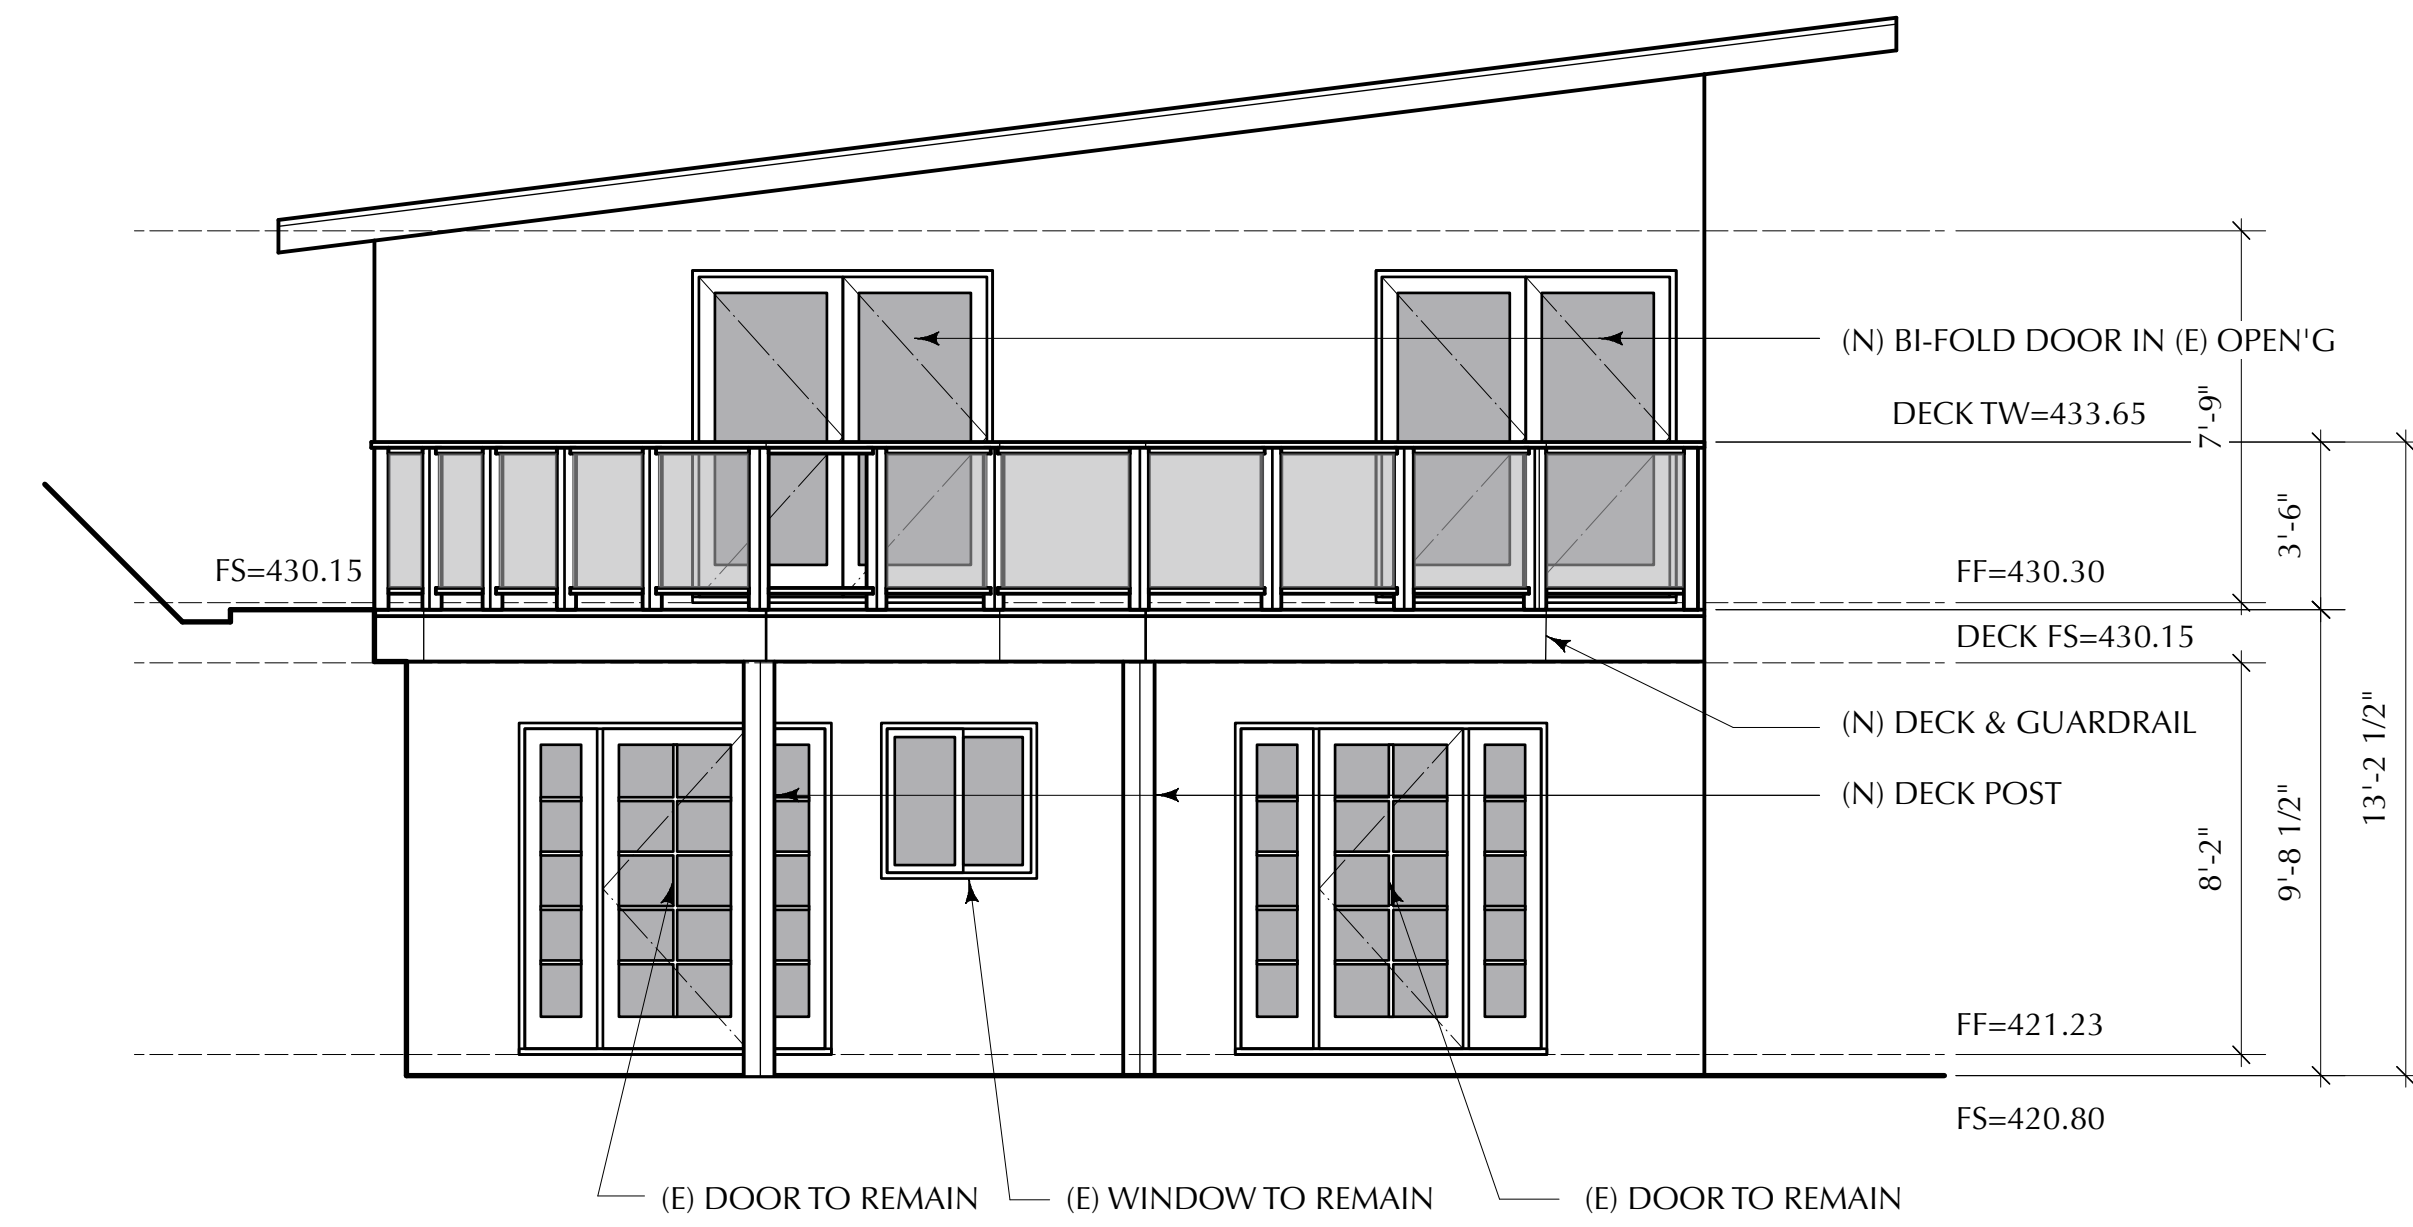 (N) BI-FOLD DOOR IN (E) OPEN'G
DECK TW=433.65
7'-9"
3'-6"
FS=430.15
FF=430.30
DECK FS=430.15
(N) DECK & GUARDRAIL
13'-2 1/2"
(N) DECK POST
8'-2"
9'-8 1/2"
FF=421.23
FS=420.80
(E) DOOR TO REMAIN
(E) WINDOW TO REMAIN
(E) DOOR TO REMAIN